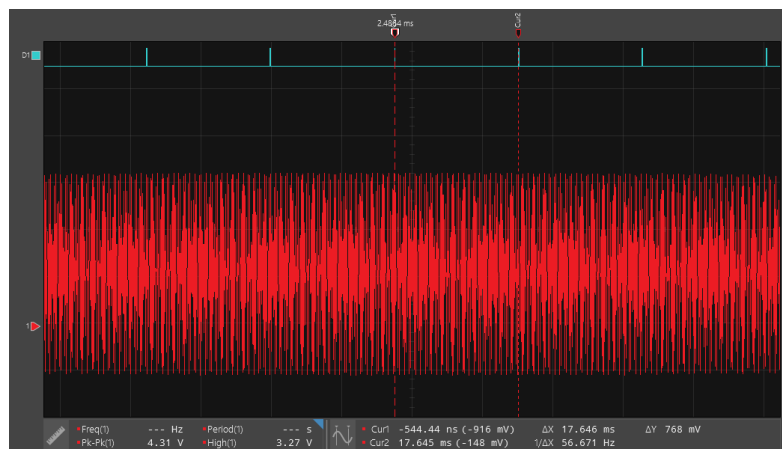 2.4864 ms
Cur2
D1
1
Freq(1) --- Hz Period(1) --- s Cur1 -544.44 ns (-916 mV) ΔX 17.646 ms ΔY 768 mV
Pk-Pk(1) 4.31 V High(1) 3.27 V Cur2 17.645 ms (-148 mV) 1/ΔX 56.671 Hz